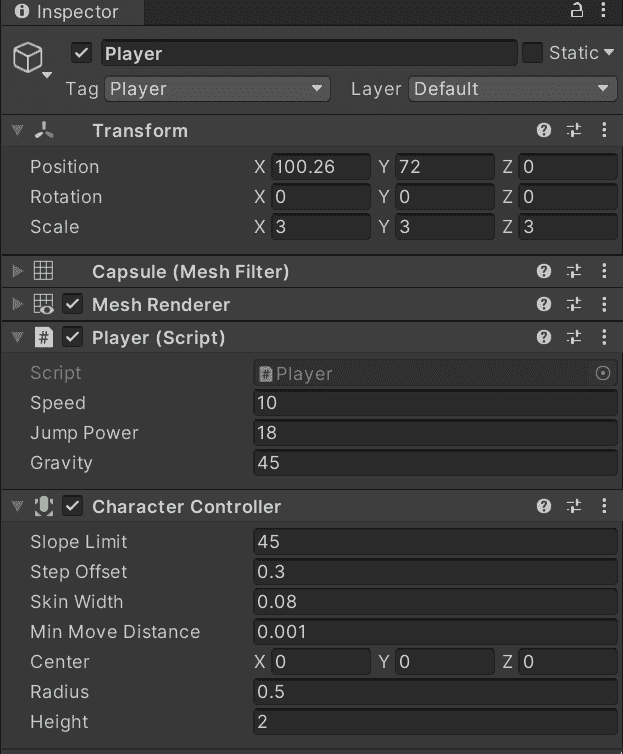 Inspector
Player
Static
Tag Player Layer Default
Transform
Position X 100.26 Y 72 Z 0
Rotation X 0 Y 0 Z 0
Scale X 3 Y 3 Z 3
Capsule (Mesh Filter)
Mesh Renderer
# Player (Script)
Script # Player
Speed 10
Jump Power 18
Gravity 45
Character Controller
Slope Limit 45
Step Offset 0.3
Skin Width 0.08
Min Move Distance 0.001
Center X 0 Y 0 Z 0
Radius 0.5
Height 2